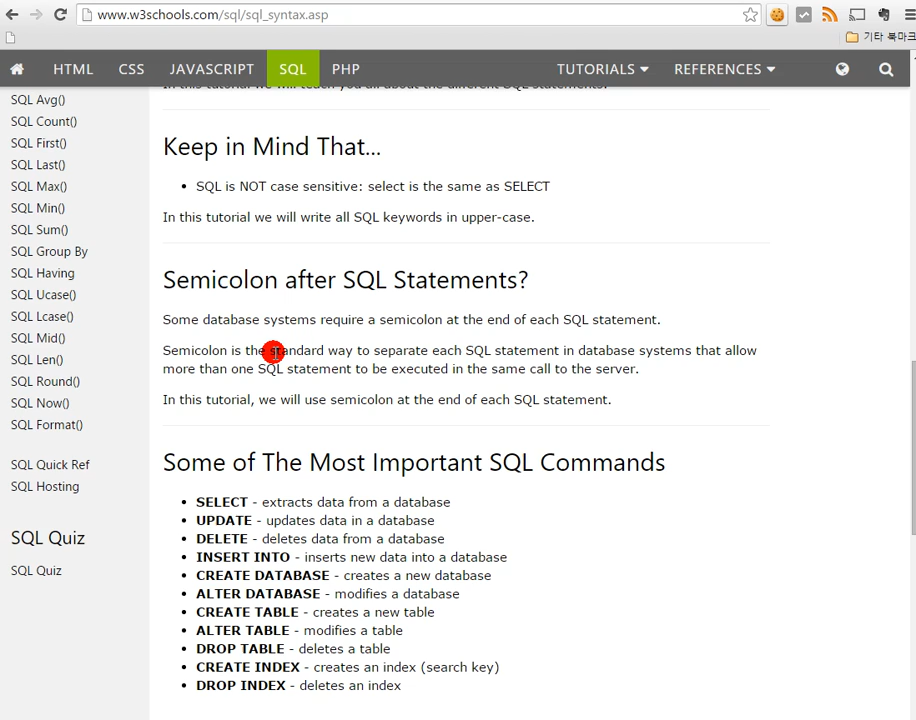 www.w3schools.com/sql/sql_syntax.asp
기타 북마크
HTML CSS JAVASCRIPT SQL PHP TUTORIALS REFERENCES
SQL Avg()
SQL Count()
SQL First()
SQL Last()
SQL Max()
SQL Min()
SQL Sum()
SQL Group By
SQL Having
SQL Ucase()
SQL Lcase()
SQL Mid()
SQL Len()
SQL Round()
SQL Now()
SQL Format()
SQL Quick Ref
SQL Hosting
SQL Quiz
SQL Quiz
In this tutorial we will teach you all about the different SQL statements.
Keep in Mind That...
SQL is NOT case sensitive: select is the same as SELECT
In this tutorial we will write all SQL keywords in upper-case.
Semicolon after SQL Statements?
Some database systems require a semicolon at the end of each SQL statement.
Semicolon is the standard way to separate each SQL statement in database systems that allow
more than one SQL statement to be executed in the same call to the server.
In this tutorial, we will use semicolon at the end of each SQL statement.
Some of The Most Important SQL Commands
SELECT - extracts data from a database
UPDATE - updates data in a database
DELETE - deletes data from a database
INSERT INTO - inserts new data into a database
CREATE DATABASE - creates a new database
ALTER DATABASE - modifies a database
CREATE TABLE - creates a new table
ALTER TABLE - modifies a table
DROP TABLE - deletes a table
CREATE INDEX - creates an index (search key)
DROP INDEX - deletes an index